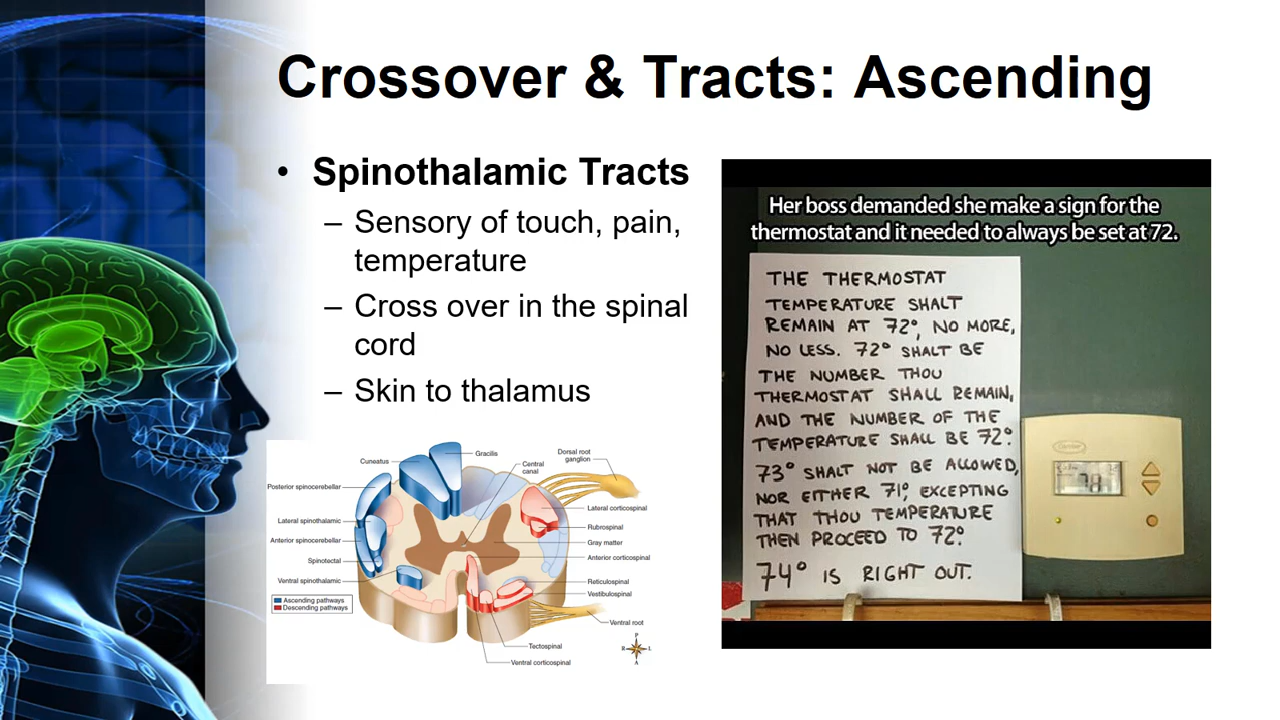 Crossover & Tracts: Ascending
• Spinothalamic Tracts
– Sensory of touch, pain,
temperature
– Cross over in the spinal
cord
– Skin to thalamus
Gracilis
Cuneatus
Central
canal
Dorsal root
ganglion
Posterior spinocerebellar
Lateral spinothalamic
Anterior spinocerebellar
Spinotectal
Ventral spinothalamic
Lateral corticospinal
Rubrospinal
Gray matter
Anterior corticospinal
Reticulospinal
Vestibulospinal
Ventral root
Tectospinal
Ventral corticospinal
Ascending pathways
Descending pathways
P
R L
A
Her boss demanded she make a sign for the
thermostat and it needed to always be set at 72.
THE THERMOSTAT
TEMPERATURE SHALT
REMAIN AT 72°, NO MORE,
NO LESS. 72° SHALT BE
THE NUMBER THOU
THERMOSTAT SHALL REMAIN,
AND THE NUMBER OF THE
TEMPERATURE SHALL BE 72°.
73° SHALT NOT BE ALLOWED,
NOR EITHER 71°, EXCEPTING
THAT THOU TEMPERATURE
THEN PROCEED TO 72°.
74° IS RIGHT OUT.
Carrier